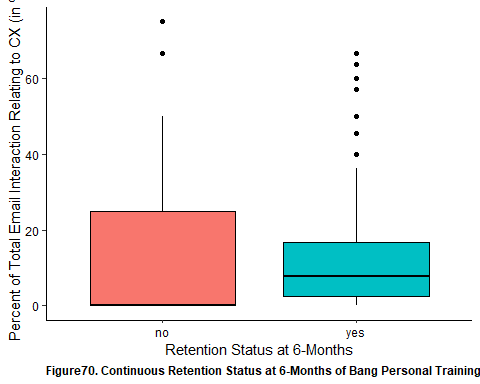 Percent of Total Email Interaction Relating to CX (in
60
40
20
0
no
yes
Retention Status at 6-Months
Figure70. Continuous Retention Status at 6-Months of Bang Personal Training